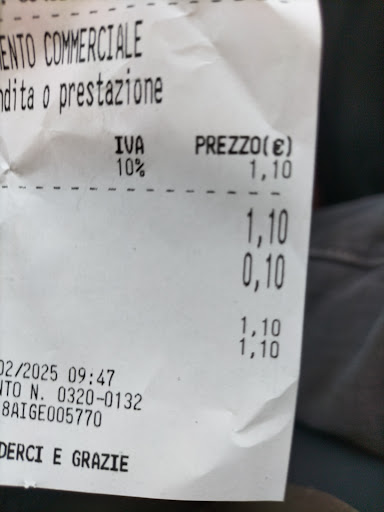 ENTO COMMERCIALE
ndita o prestazione
IVA PREZZO(€)
10% 1,10
1,10
0,10
1,10
1,10
02/2025 09:47
NTO N. 0320-0132
8AIGE005770
DERCI E GRAZIE